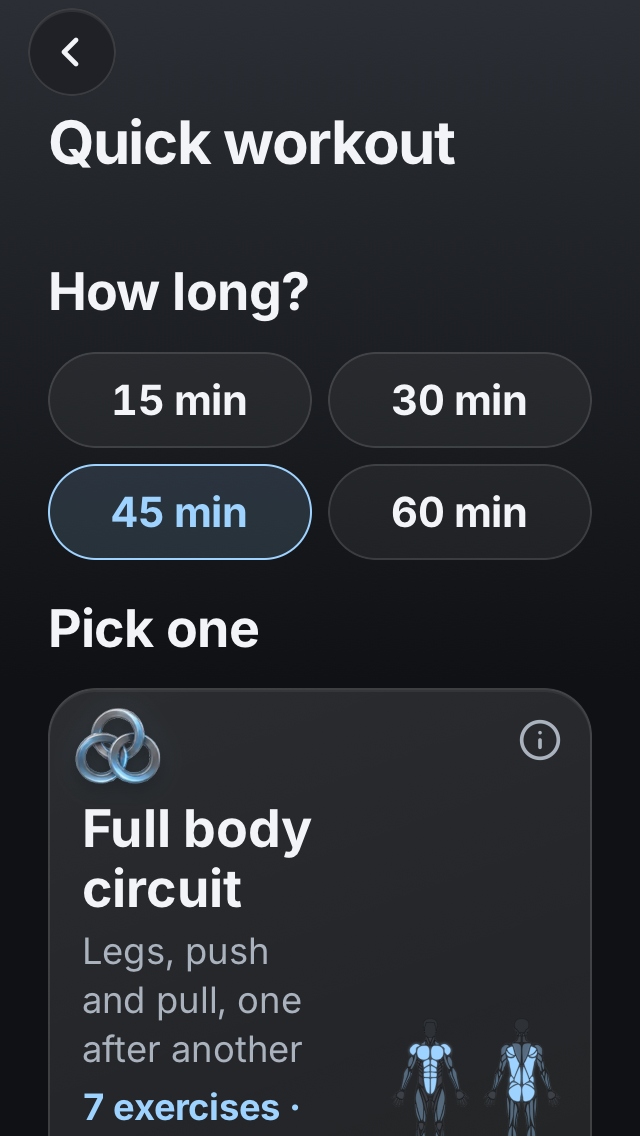 Quick workout
How long?
15 min
30 min
45 min
60 min
Pick one
Full body
circuit
Legs, push
and pull, one
after another
7 exercises ·